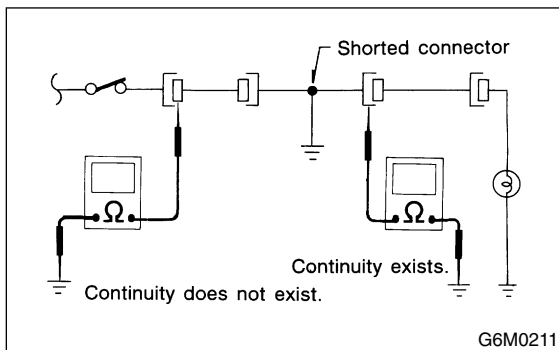 Shorted connector
Ω
Ω
Continuity exists.
Continuity does not exist.
G6M0211